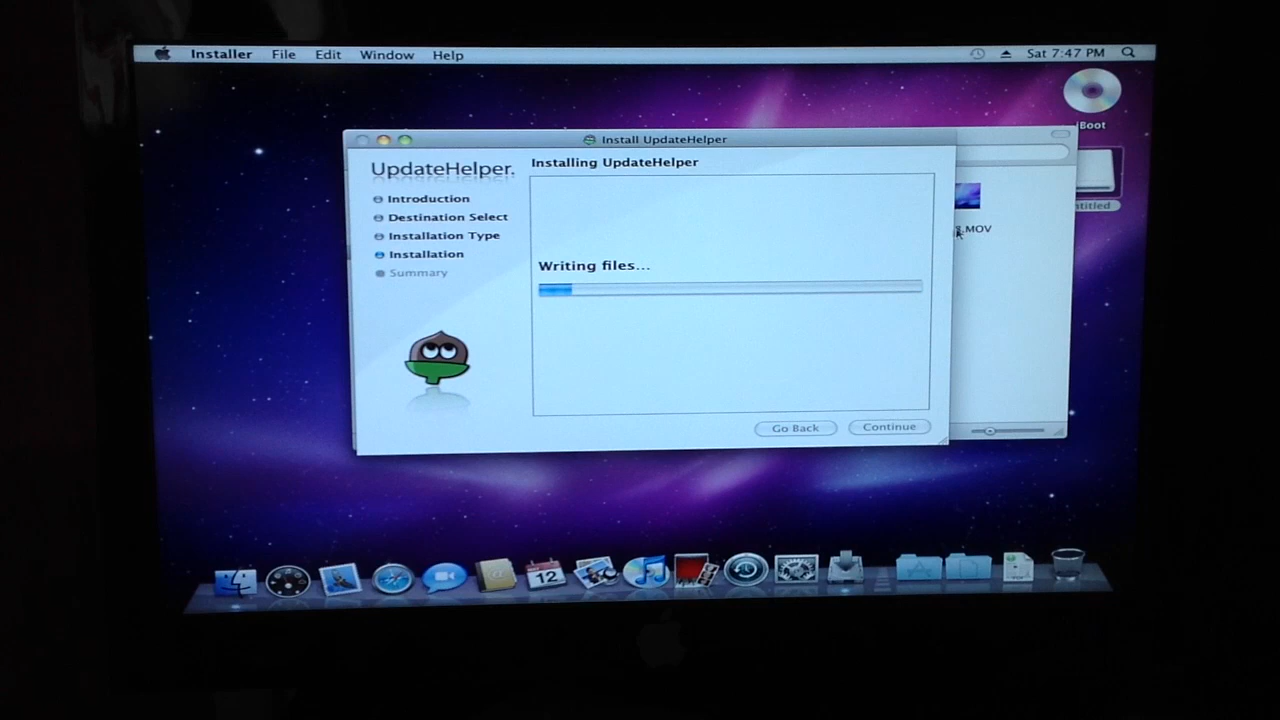 Installer File Edit Window Help Sat 7:47 PM
iBoot
Install UpdateHelper
UpdateHelper.
Installing UpdateHelper
Introduction
Destination Select
Installation Type
Installation
Summary
Writing files...
Go Back Continue
.MOV
ntitled
12